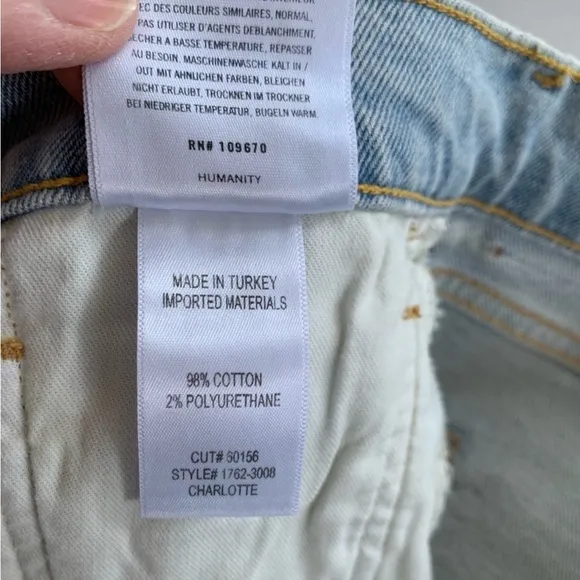 EC DES COULEURS SIMILAIRES, NORMAL,
PAS UTILISER D'AGENTS DEBLANCHIMENT,
ECHER A BASSE TEMPERATURE, REPASSER
AU BESOIN. MASCHINENWASCHE KALT IN /
OUT MIT AHNLICHEN FARBEN, BLEICHEN
NICHT ERLAUBT, TROCKNEN IM TROCKNER
BEI NIEDRIGER TEMPERATUR, BUGELN WARM.
RN# 109670
HUMANITY
MADE IN TURKEY
IMPORTED MATERIALS
98% COTTON
2% POLYURETHANE
CUT# 60156
STYLE# 1762-3008
CHARLOTTE